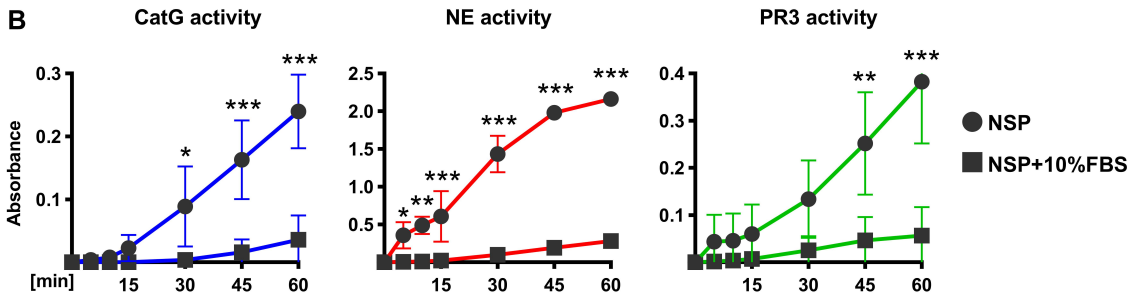 B
CatG activity
NE activity
PR3 activity
Absorbance
0.3
0.2
0.1
[min]
15 30 45 60
* *** ***
2.5
2.0
1.5
1.0
0.5
15 30 45 60
* ** *** *** *** ***
0.4
0.3
0.2
0.1
15 30 45 60
** ***
NSP
NSP+10%FBS